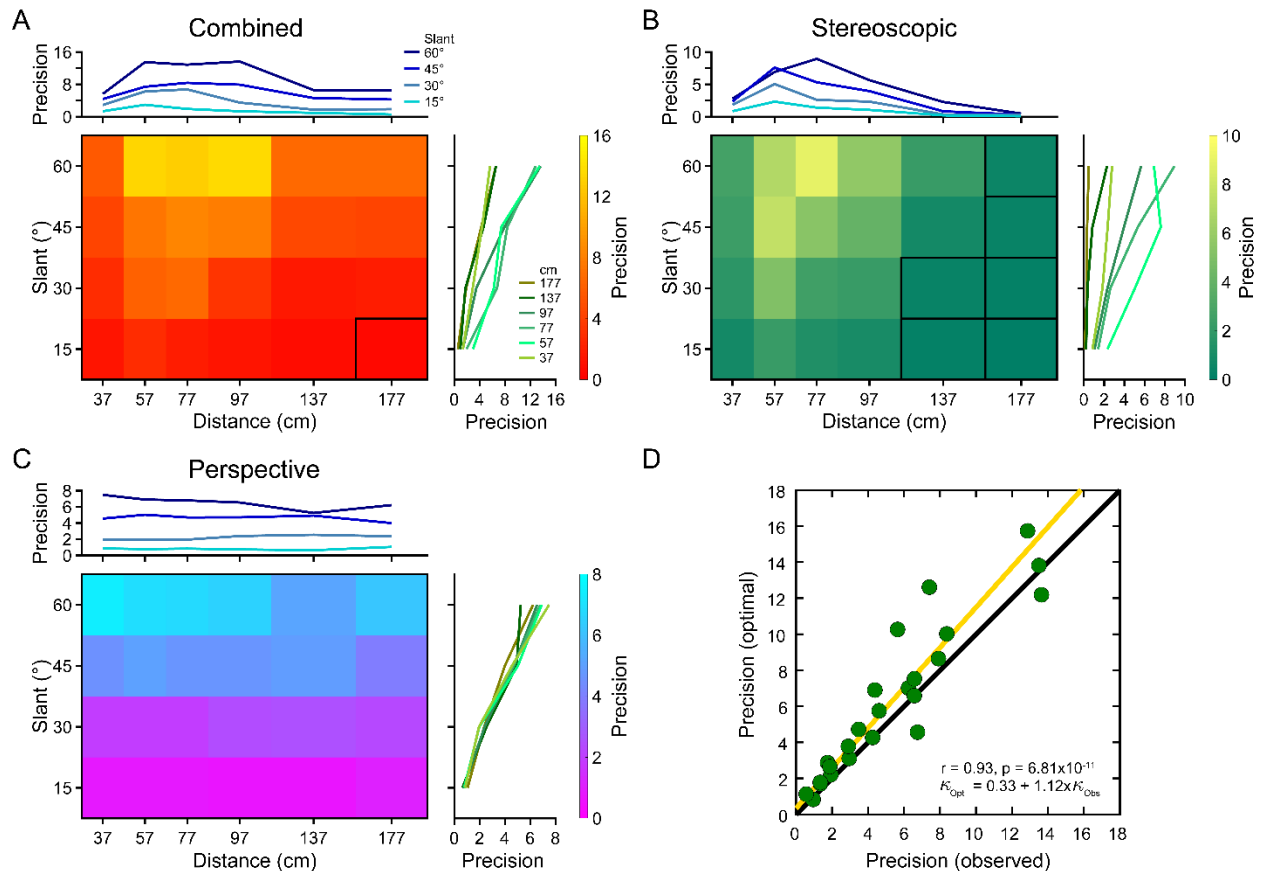 A
Combined
Precision
16
8
0
Slant
60°
45°
30°
15°
Slant (°)
60
45
30
15
37 57 77 97 137 177
Distance (cm)
cm
177
137
97
77
57
37
0 4 8 12 16
Precision
16
12
8
4
0
Precision
B
Stereoscopic
Precision
10
5
0
Slant (°)
60
45
30
15
37 57 77 97 137 177
Distance (cm)
0 2 4 6 8 10
Precision
10
8
6
4
2
0
Precision
C
Perspective
Precision
8
6
4
2
0
Slant (°)
60
45
30
15
37 57 77 97 137 177
Distance (cm)
0 2 4 6 8
Precision
8
6
4
2
0
Precision
D
Precision (optimal)
18
16
14
12
10
8
6
4
2
0
r = 0.93, p = 6.81x10⁻¹¹
κOpt = 0.33 + 1.12xκObs
0 2 4 6 8 10 12 14 16 18
Precision (observed)